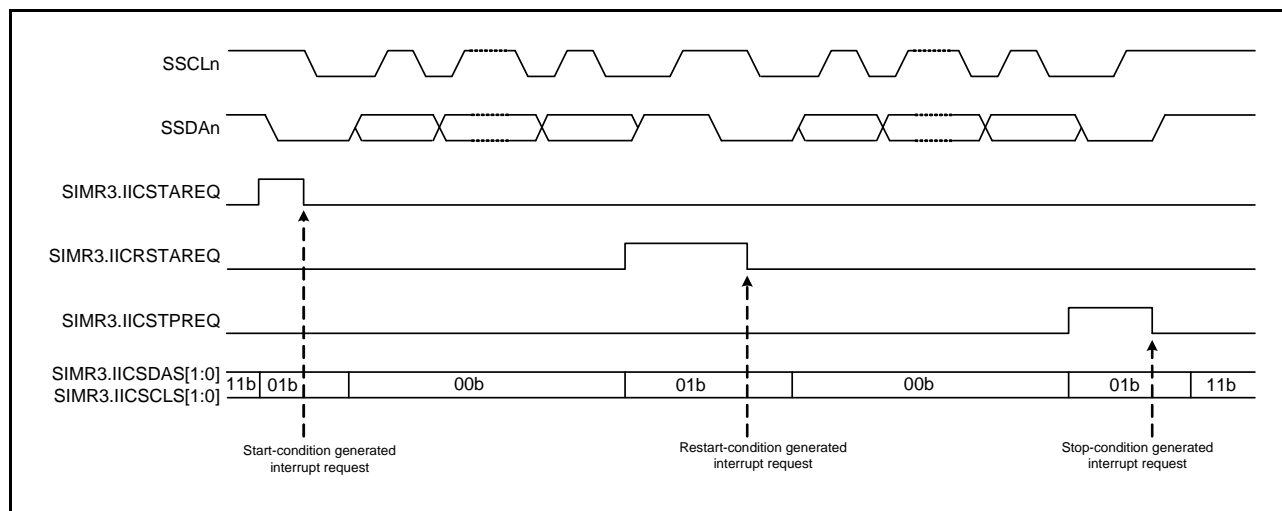 SSCLn
SSDAn
SIMR3.IICSTAREQ
SIMR3.IICRSTAREQ
SIMR3.IICSTPREQ
SIMR3.IICSDAS[1:0]
SIMR3.IICSCLS[1:0]
11b 01b 00b 01b 00b 01b 11b
Start-condition generated
interrupt request
Restart-condition generated
interrupt request
Stop-condition generated
interrupt request